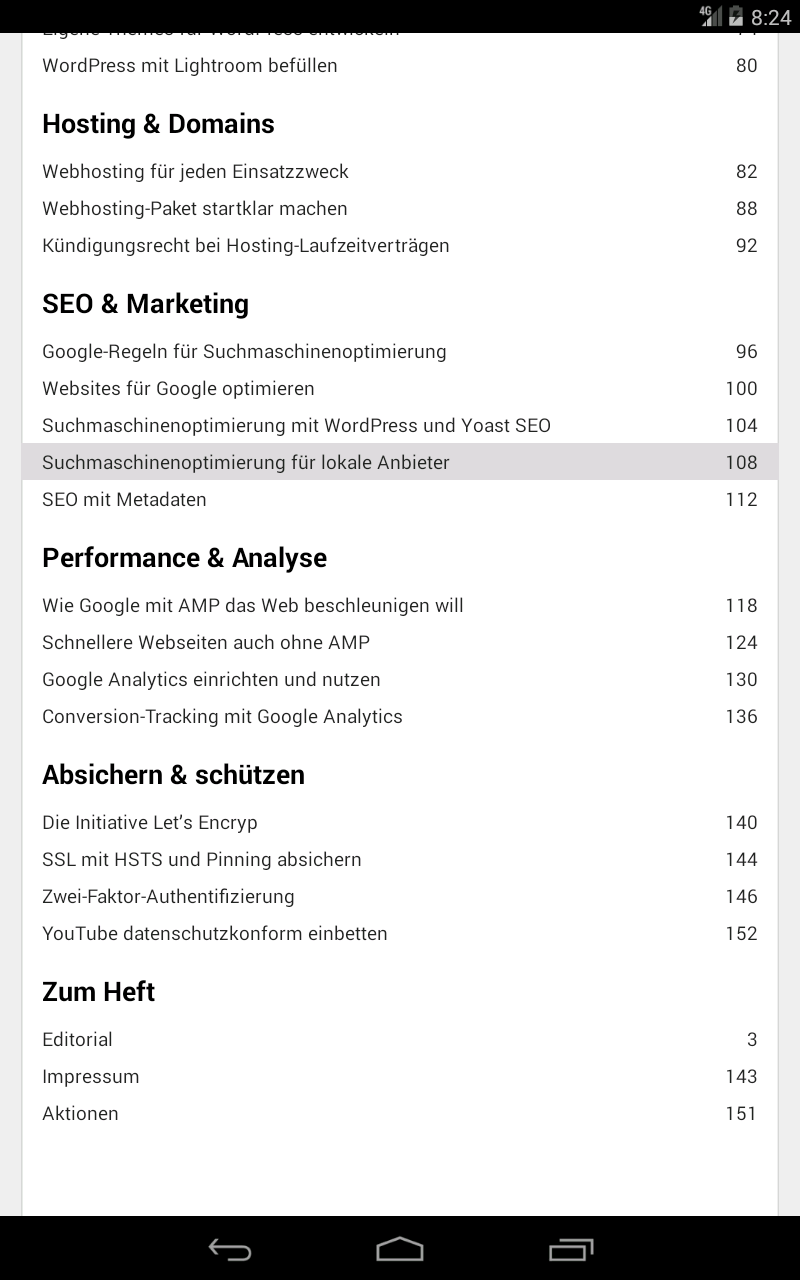 4G 8:24
WordPress mit Lightroom befüllen 80
Hosting & Domains
Webhosting für jeden Einsatzzweck 82
Webhosting-Paket startklar machen 88
Kündigungsrecht bei Hosting-Laufzeitverträgen 92
SEO & Marketing
Google-Regeln für Suchmaschinenoptimierung 96
Websites für Google optimieren 100
Suchmaschinenoptimierung mit WordPress und Yoast SEO 104
Suchmaschinenoptimierung für lokale Anbieter 108
SEO mit Metadaten 112
Performance & Analyse
Wie Google mit AMP das Web beschleunigen will 118
Schnellere Webseiten auch ohne AMP 124
Google Analytics einrichten und nutzen 130
Conversion-Tracking mit Google Analytics 136
Absichern & schützen
Die Initiative Let’s Encryp 140
SSL mit HSTS und Pinning absichern 144
Zwei-Faktor-Authentifizierung 146
YouTube datenschutzkonform einbetten 152
Zum Heft
Editorial 3
Impressum 143
Aktionen 151